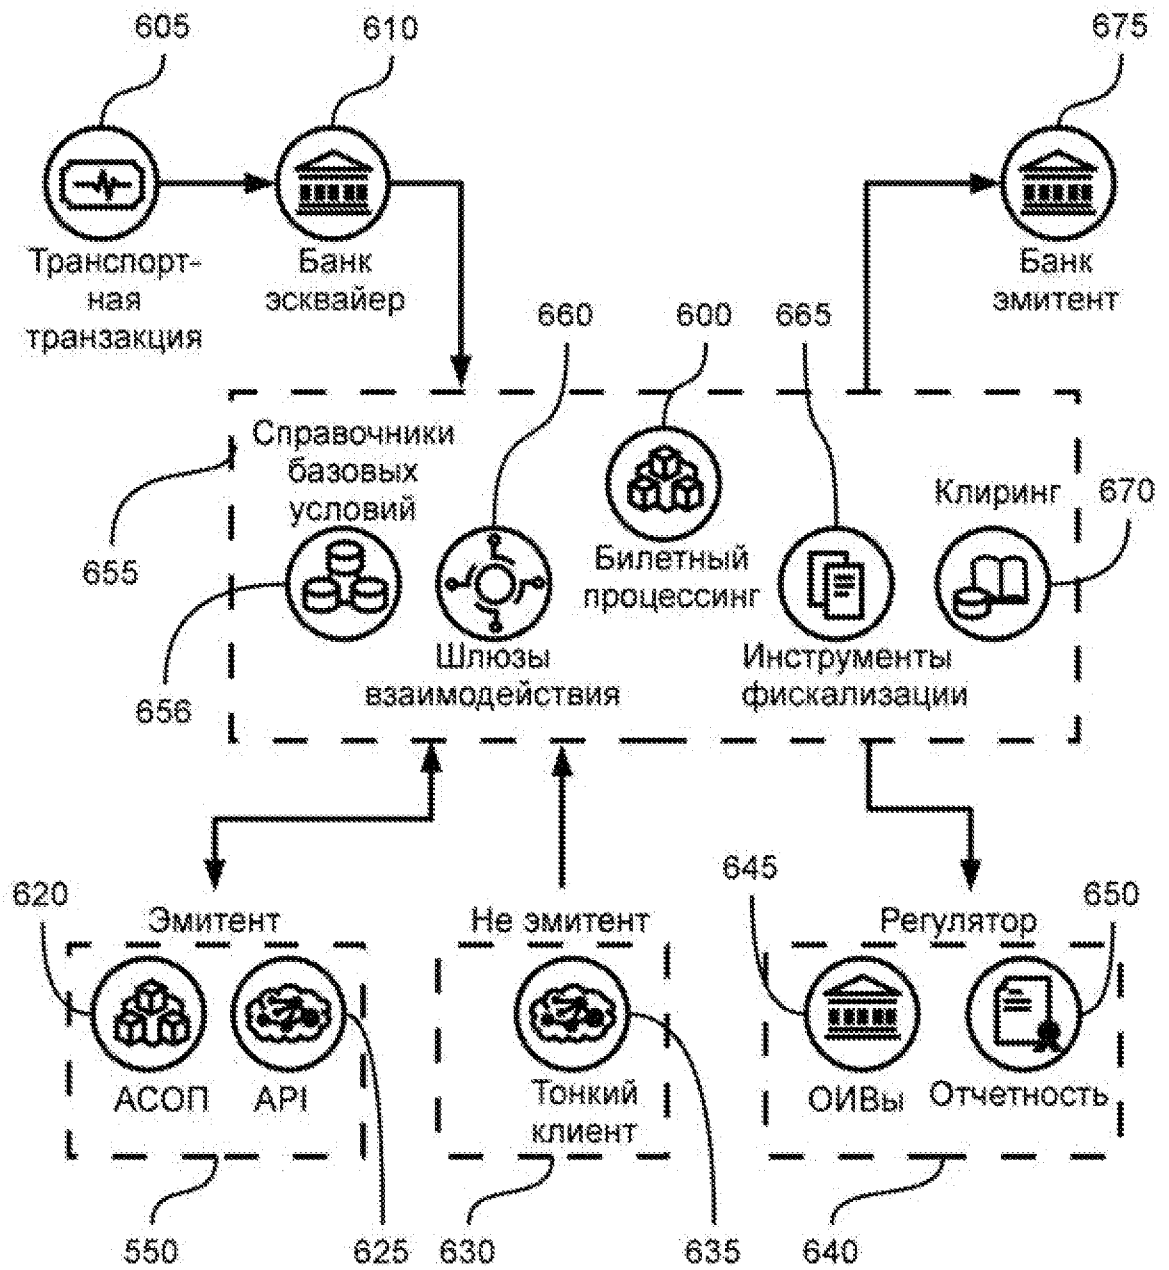 605
610
675
Транспорт-
ная
транзакция
Банк
эсквайер
Банк
эмитент
660
600
665
Справочники
базовых
условий
Клиринг
670
655
Билетный
процессинг
656
Шлюзы
взаимодействия
Инструменты
фискализации
620
Эмитент
Не эмитент
645
Регулятор
650
АСОП
API
Тонкий
клиент
ОИВы
Отчетность
550
625
630
635
640